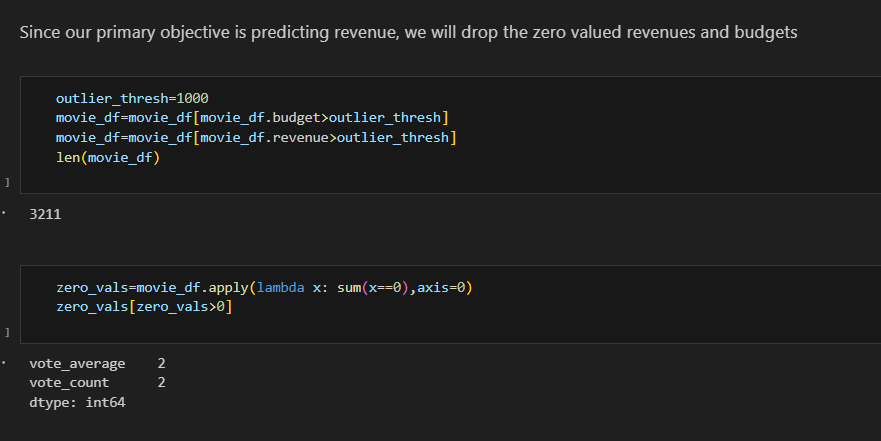 Since our primary objective is predicting revenue, we will drop the zero valued revenues and budgets
outlier_thresh=1000
movie_df=movie_df[movie_df.budget>outlier_thresh]
movie_df=movie_df[movie_df.revenue>outlier_thresh]
len(movie_df)
]
3211
zero_vals=movie_df.apply(lambda x: sum(x==0),axis=0)
zero_vals[zero_vals>0]
]
vote_average    2
vote_count      2
dtype: int64